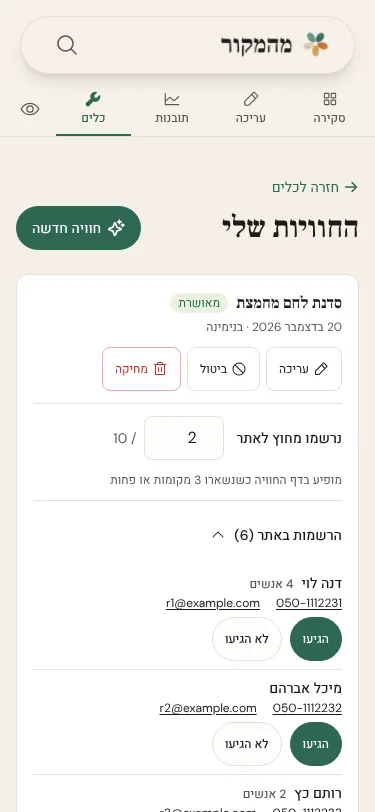 מהמקור
סקירה
עריכה
תובנות
כלים
→ חזרה לכלים
החוויות שלי
חוויה חדשה
סדנת לחם מחמצת מאושרת
20 בדצמבר 2026 · בנימינה
עריכה
ביטול
מחיקה
נרשמו מחוץ לאתר 2 / 10
מופיע בדף החוויה כשנשארו 3 מקומות או פחות
הרשמות באתר (6)
דנה לוי 4 אנשים
050-1112231 r1@example.com
הגיעו
לא הגיעו
מיכל אברהם
050-1112232 r2@example.com
הגיעו
לא הגיעו
רותם כץ 2 אנשים